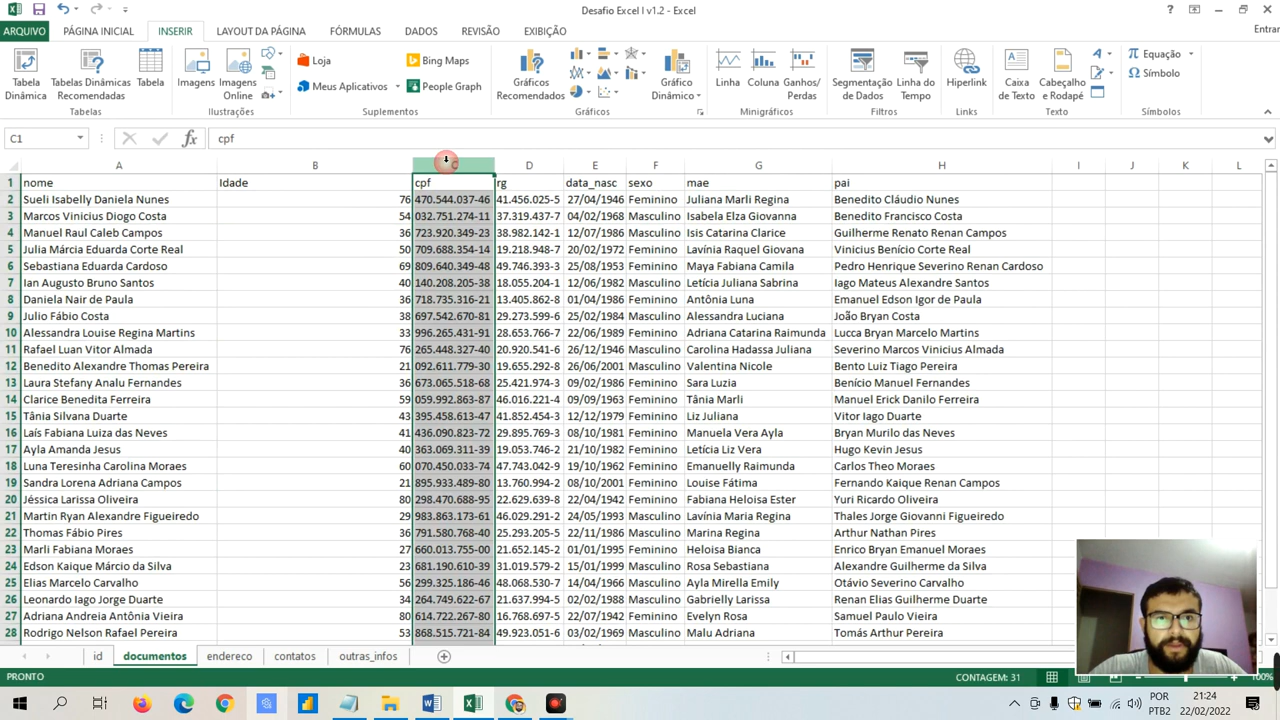 Desafio Excel I v1.2 - Excel
ARQUIVO PÁGINA INICIAL INSERIR LAYOUT DA PÁGINA FÓRMULAS DADOS REVISÃO EXIBIÇÃO Entrar
Tabela Dinâmica
Tabelas Dinâmicas Recomendadas
Tabela
Tabelas
Imagens
Imagens Online
Ilustrações
Loja
Meus Aplicativos
Bing Maps
People Graph
Suplementos
Gráficos Recomendados
Gráfico Dinâmico
Gráficos
Linha
Coluna
Ganhos/ Perdas
Minigráficos
Segmentação de Dados
Linha do Tempo
Filtros
Hiperlink
Links
Caixa de Texto
Cabeçalho e Rodapé
Texto
Equação
Símbolo
Símbolos
C1 fx cpf
A B C D E F G H I J K L
1 nome Idade cpf rg data_nasc sexo mae pai
2 Sueli Isabelly Daniela Nunes 76 470.544.037-46 41.456.025-5 27/04/1946 Feminino Juliana Marli Regina Benedito Cláudio Nunes
3 Marcos Vinicius Diogo Costa 54 032.751.274-11 37.319.437-7 04/02/1968 Masculino Isabela Elza Giovanna Benedito Francisco Costa
4 Manuel Raul Caleb Campos 36 723.920.349-23 38.982.142-1 12/07/1986 Masculino Isis Catarina Clarice Guilherme Renato Renan Campos
5 Julia Márcia Eduarda Corte Real 50 709.688.354-14 19.218.948-7 20/02/1972 Feminino Lavínia Raquel Giovana Vinicius Benício Corte Real
6 Sebastiana Eduarda Cardoso 69 809.640.349-48 49.746.393-3 25/08/1953 Feminino Maya Fabiana Camila Pedro Henrique Severino Renan Cardoso
7 Ian Augusto Bruno Santos 40 140.208.205-38 18.055.204-1 12/06/1982 Masculino Letícia Juliana Sabrina Iago Mateus Alexandre Santos
8 Daniela Nair de Paula 36 718.735.316-21 13.405.862-8 01/04/1986 Feminino Antônia Luna Emanuel Edson Igor de Paula
9 Julio Fábio Costa 38 697.542.670-81 29.273.599-6 25/02/1984 Masculino Alessandra Luciana João Bryan Costa
10 Alessandra Louise Regina Martins 33 996.265.431-91 28.653.766-7 22/06/1989 Feminino Adriana Catarina Raimunda Lucca Bryan Marcelo Martins
11 Rafael Luan Vitor Almada 76 265.448.327-40 20.920.541-6 26/12/1946 Masculino Carolina Hadassa Juliana Severino Marcos Vinicius Almada
12 Benedito Alexandre Thomas Pereira 21 092.611.779-30 19.655.292-8 26/06/2001 Masculino Valentina Nicole Bento Luiz Tiago Pereira
13 Laura Stefany Analu Fernandes 36 673.065.518-68 25.421.974-3 09/02/1986 Feminino Sara Luzia Benício Manuel Fernandes
14 Clarice Benedita Ferreira 59 059.992.863-87 41.216.221-4 09/09/1963 Feminino Tânia Marli Manuel Erick Danilo Ferreira
15 Tânia Silvana Duarte 43 395.458.613-47 41.852.454-3 12/12/1979 Feminino Liz Juliana Vitor Iago Duarte
16 Laís Fabiana Luiza das Neves 41 436.090.823-72 29.895.769-3 08/10/1981 Feminino Manuela Vera Ayla Bryan Murilo das Neves
17 Ayla Amanda Jesus 40 363.069.311-39 19.053.746-2 21/10/1982 Feminino Letícia Liz Vera Hugo Kevin Jesus
18 Luna Teresinha Carolina Moraes 60 070.450.033-74 47.743.042-9 19/10/1962 Feminino Emanuelly Raimunda Carlos Theo Moraes
19 Sandra Lorena Adriana Campos 21 895.933.489-80 13.760.994-2 08/10/2001 Feminino Louise Fátima Fernando Kaique Renan Campos
20 Jéssica Larissa Oliveira 80 298.470.688-95 22.629.639-8 22/04/1942 Feminino Fabiana Heloisa Ester Yuri Ricardo Oliveira
21 Martin Ryan Alexandre Figueiredo 29 983.863.173-61 46.029.291-2 24/05/1993 Masculino Lavínia Maria Regina Thales Jorge Giovanni Figueiredo
22 Thomas Fábio Pires 36 791.580.768-40 25.293.205-5 22/11/1986 Masculino Marina Regina Arthur Nathan Pires
23 Marli Fabiana Moraes 27 660.013.755-00 21.652.145-2 01/01/1995 Feminino Heloisa Bianca Enrico Bryan Emanuel Moraes
24 Edson Kaique Márcio da Silva 23 681.190.610-39 31.019.579-2 15/01/1999 Masculino Rosa Sebastiana Alexandre Guilherme da Silva
25 Elias Marcelo Carvalho 56 299.325.186-46 48.068.530-7 14/04/1966 Masculino Ayla Mirella Emily Otávio Severino Carvalho
26 Leonardo Iago Jorge Duarte 34 264.749.622-67 21.637.994-5 02/02/1988 Masculino Gabrielly Larissa Renan Elias Guilherme Duarte
27 Adriana Andreia Antônia Vieira 80 614.722.267-80 16.768.697-5 22/07/1942 Feminino Evelyn Rosa Samuel Paulo Vieira
28 Rodrigo Nelson Rafael Pereira 53 868.515.721-84 49.923.051-6 03/02/1969 Masculino Malu Adriana Tomás Arthur Pereira
id documentos endereco contatos outras_infos
PRONTO CONTAGEM: 31 100%
POR 21:24
PTB2 22/02/2022